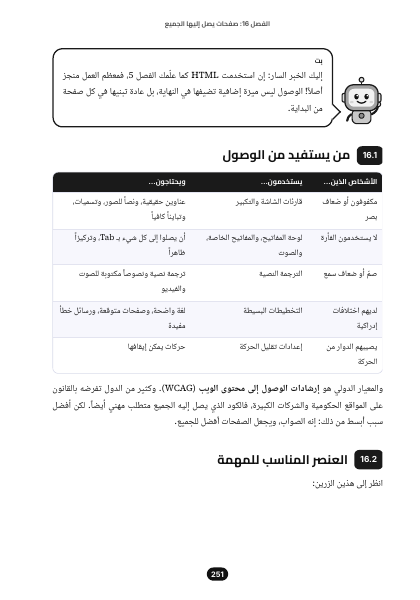 الفصل 16: صفحات يصل إليها الجميع
بت
إليك الخبر السار: إن استخدمت HTML كما علّمك الفصل 5، فمعظم العمل منجز
أصلاً! الوصول ليس ميزة إضافية تضيفها في النهاية، بل عادة تبنيها في كل صفحة
من البداية.
16.1 من يستفيد من الوصول
الأشخاص الذين... يستخدمون... ويحتاجون...
مكفوفون أو ضعاف قارئات الشاشة والتكبير عناوين حقيقية، ونصاً للصور، وتسميات،
بصر وتبايناً كافياً
لا يستخدمون الفأرة لوحة المفاتيح، والمفاتيح الخاصة، أن يصلوا إلى كل شيء بـ Tab، وتركيزاً
والصوت ظاهراً
صمّ أو ضعاف سمع الترجمة النصية ترجمة نصية ونصوصاً مكتوبة للصوت
والفيديو
لديهم اختلافات التخطيطات البسيطة لغة واضحة، وصفحات متوقعة، ورسائل خطأ
إدراكية مفيدة
يصيبهم الدوار من إعدادات تقليل الحركة حركات يمكن إيقافها
الحركة
والمعيار الدولي هو إرشادات الوصول إلى محتوى الويب (WCAG). وكثير من الدول تفرضه بالقانون
على المواقع الحكومية والشركات الكبيرة، فالكود الذي يصل إليه الجميع متطلب مهني أيضاً. لكن أفضل
سبب أبسط من ذلك: إنه الصواب، ويجعل الصفحات أفضل للجميع.
16.2 العنصر المناسب للمهمة
انظر إلى هذين الزرين:
251